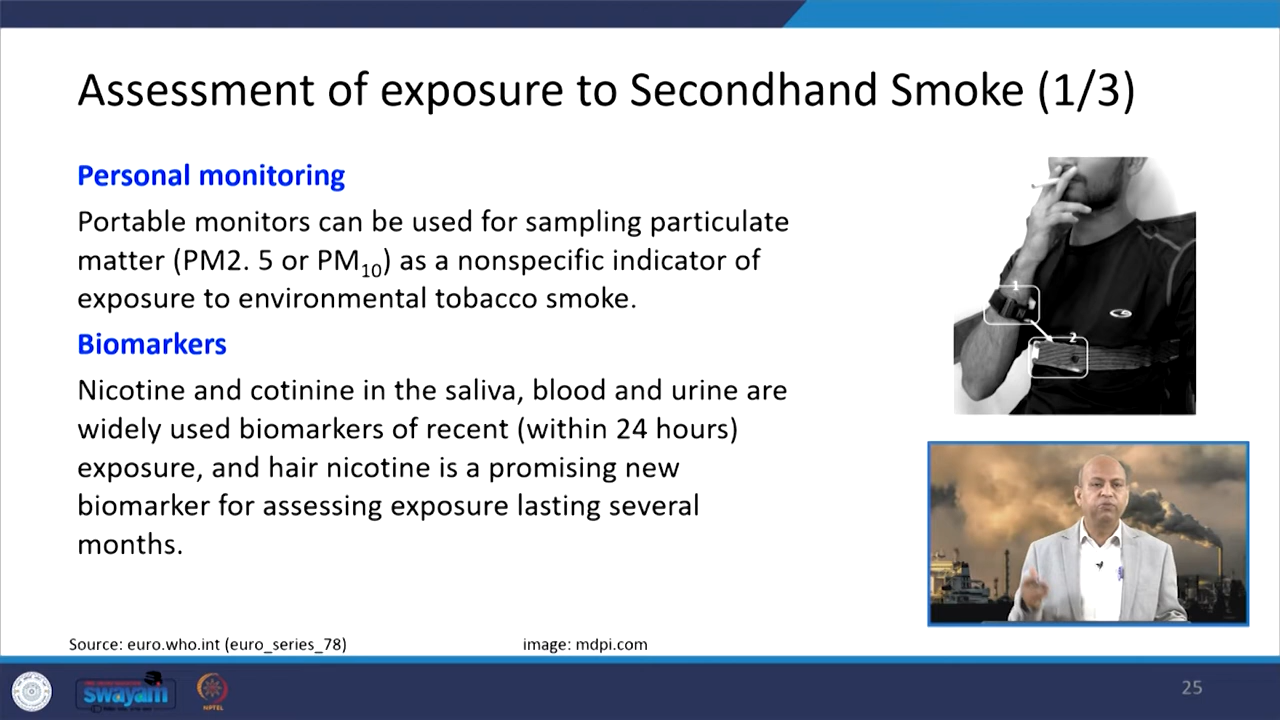 Assessment of exposure to Secondhand Smoke (1/3)
Personal monitoring
Portable monitors can be used for sampling particulate
matter (PM2. 5 or PM10) as a nonspecific indicator of
exposure to environmental tobacco smoke.
1
2
Biomarkers
Nicotine and cotinine in the saliva, blood and urine are
widely used biomarkers of recent (within 24 hours)
exposure, and hair nicotine is a promising new
biomarker for assessing exposure lasting several
months.
Source: euro.who.int (euro_series_78)
image: mdpi.com
swayam
NPTEL
25